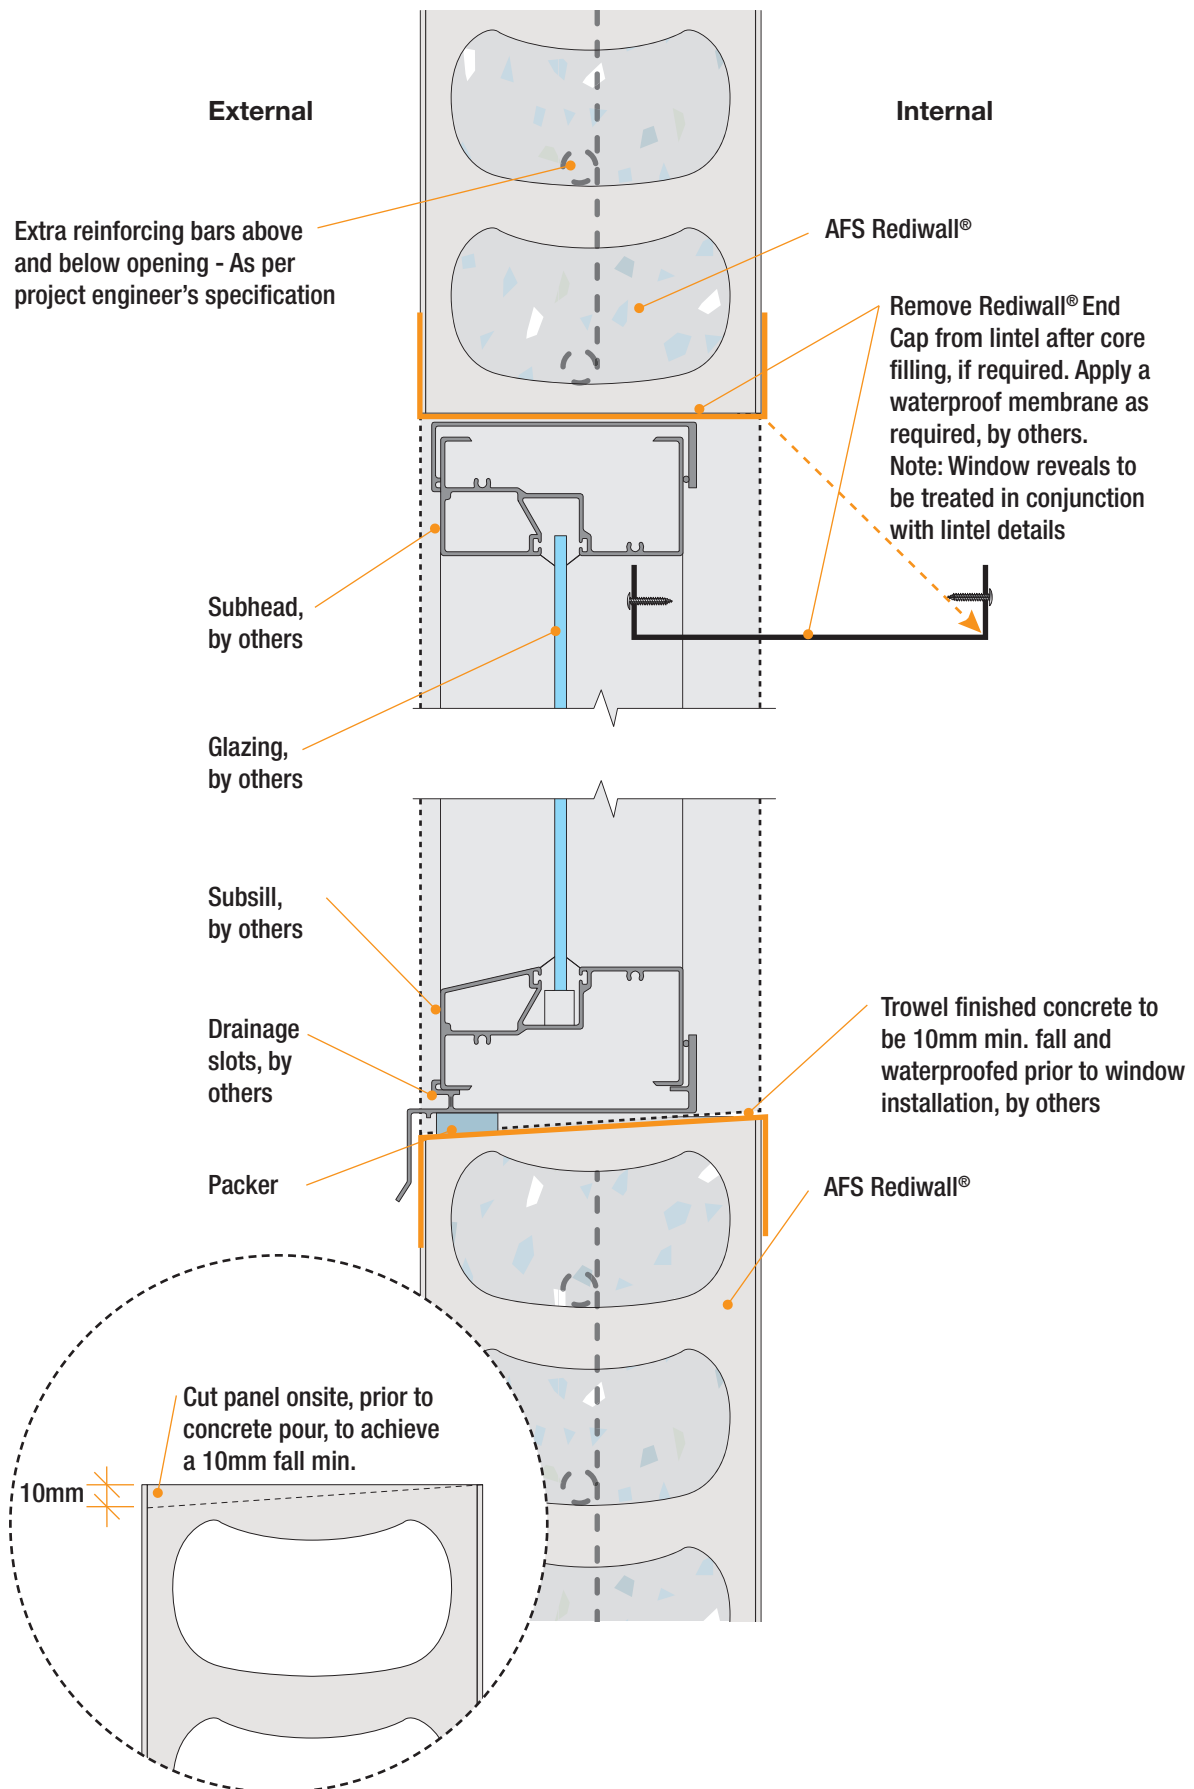 External
Internal
Extra reinforcing bars above
and below opening - As per
project engineer's specification
AFS Rediwall®
Remove Rediwall® End
Cap from lintel after core
filling, if required. Apply a
waterproof membrane as
required, by others.
Note: Window reveals to
be treated in conjunction
with lintel details
Subhead,
by others
Glazing,
by others
Subsill,
by others
Drainage
slots, by
others
Trowel finished concrete to
be 10mm min. fall and
waterproofed prior to window
installation, by others
Packer
AFS Rediwall®
Cut panel onsite, prior to
concrete pour, to achieve
a 10mm fall min.
10mm